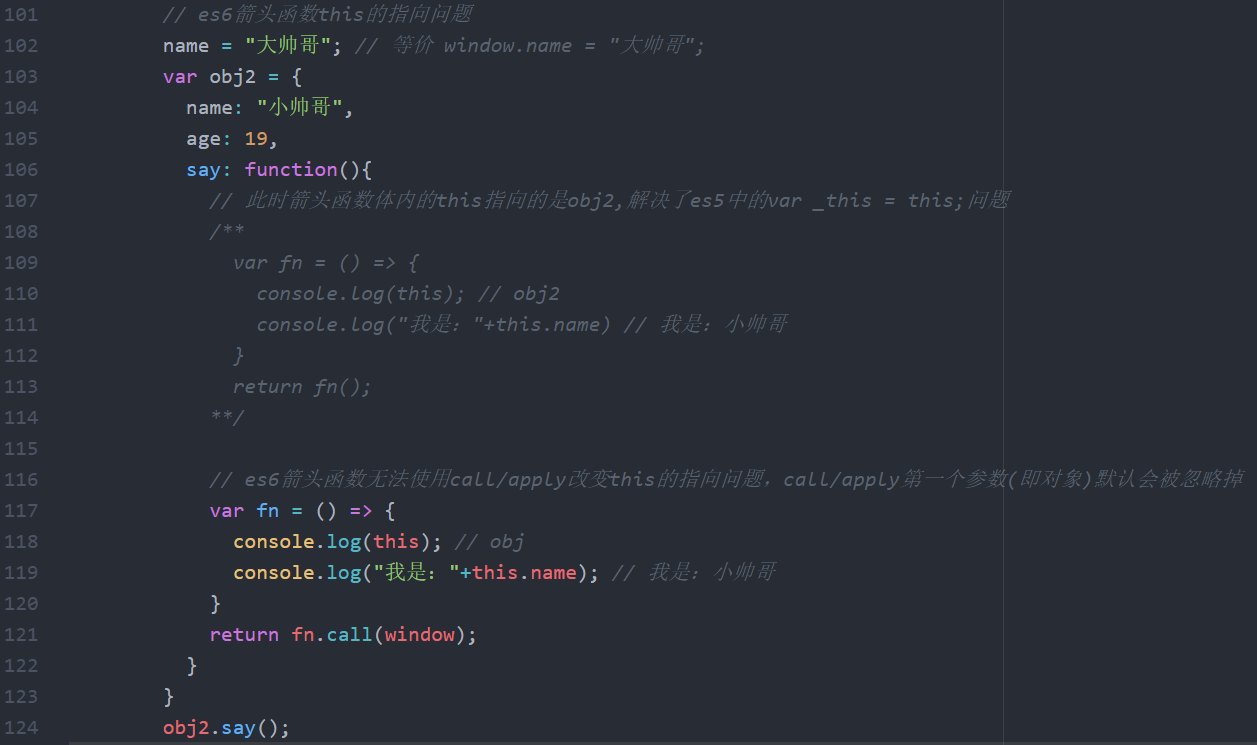 101 // es6箭头函数this的指向问题
102 name = "大帅哥"; // 等价 window.name = "大帅哥";
103 var obj2 = {
104 name: "小帅哥",
105 age: 19,
106 say: function(){
107 // 此时箭头函数体内的this指向的是obj2,解决了es5中的var _this = this;问题
108 /**
109 var fn = () => {
110 console.log(this); // obj2
111 console.log("我是："+this.name) // 我是：小帅哥
112 }
113 return fn();
114 **/
115
116 // es6箭头函数无法使用call/apply改变this的指向问题，call/apply第一个参数(即对象)默认会被忽略掉
117 var fn = () => {
118 console.log(this); // obj
119 console.log("我是："+this.name); // 我是：小帅哥
120 }
121 return fn.call(window);
122 }
123 }
124 obj2.say();